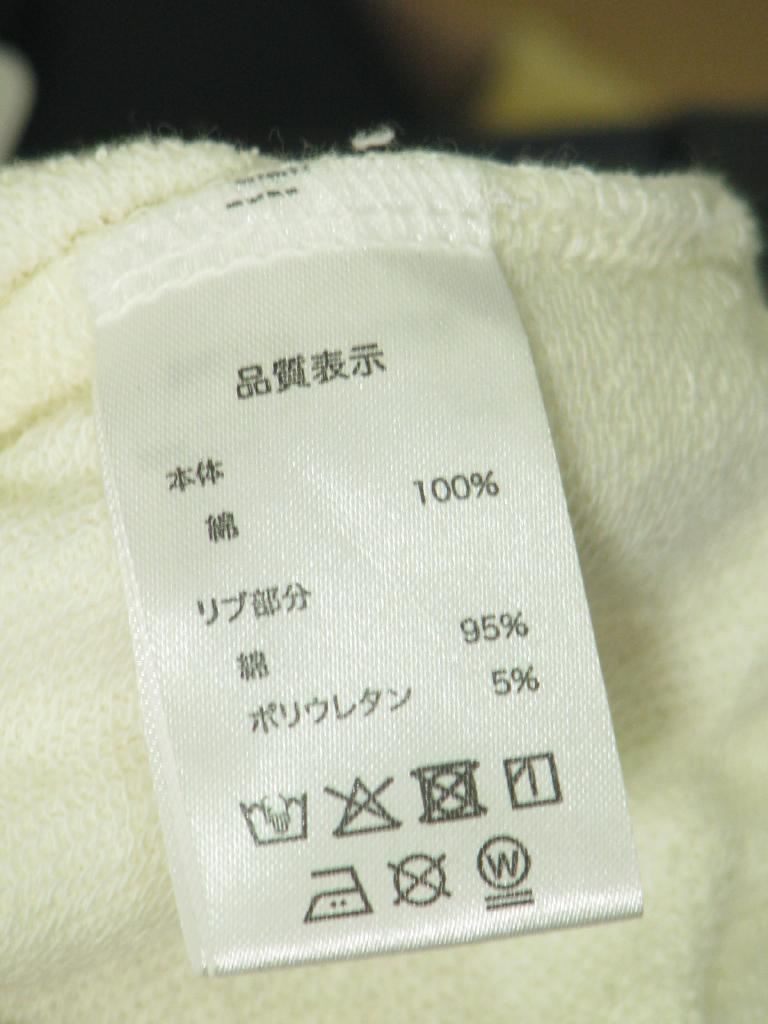 品質表示
本体
綿 100%
リブ部分
綿 95%
ポリウレタン 5%
W